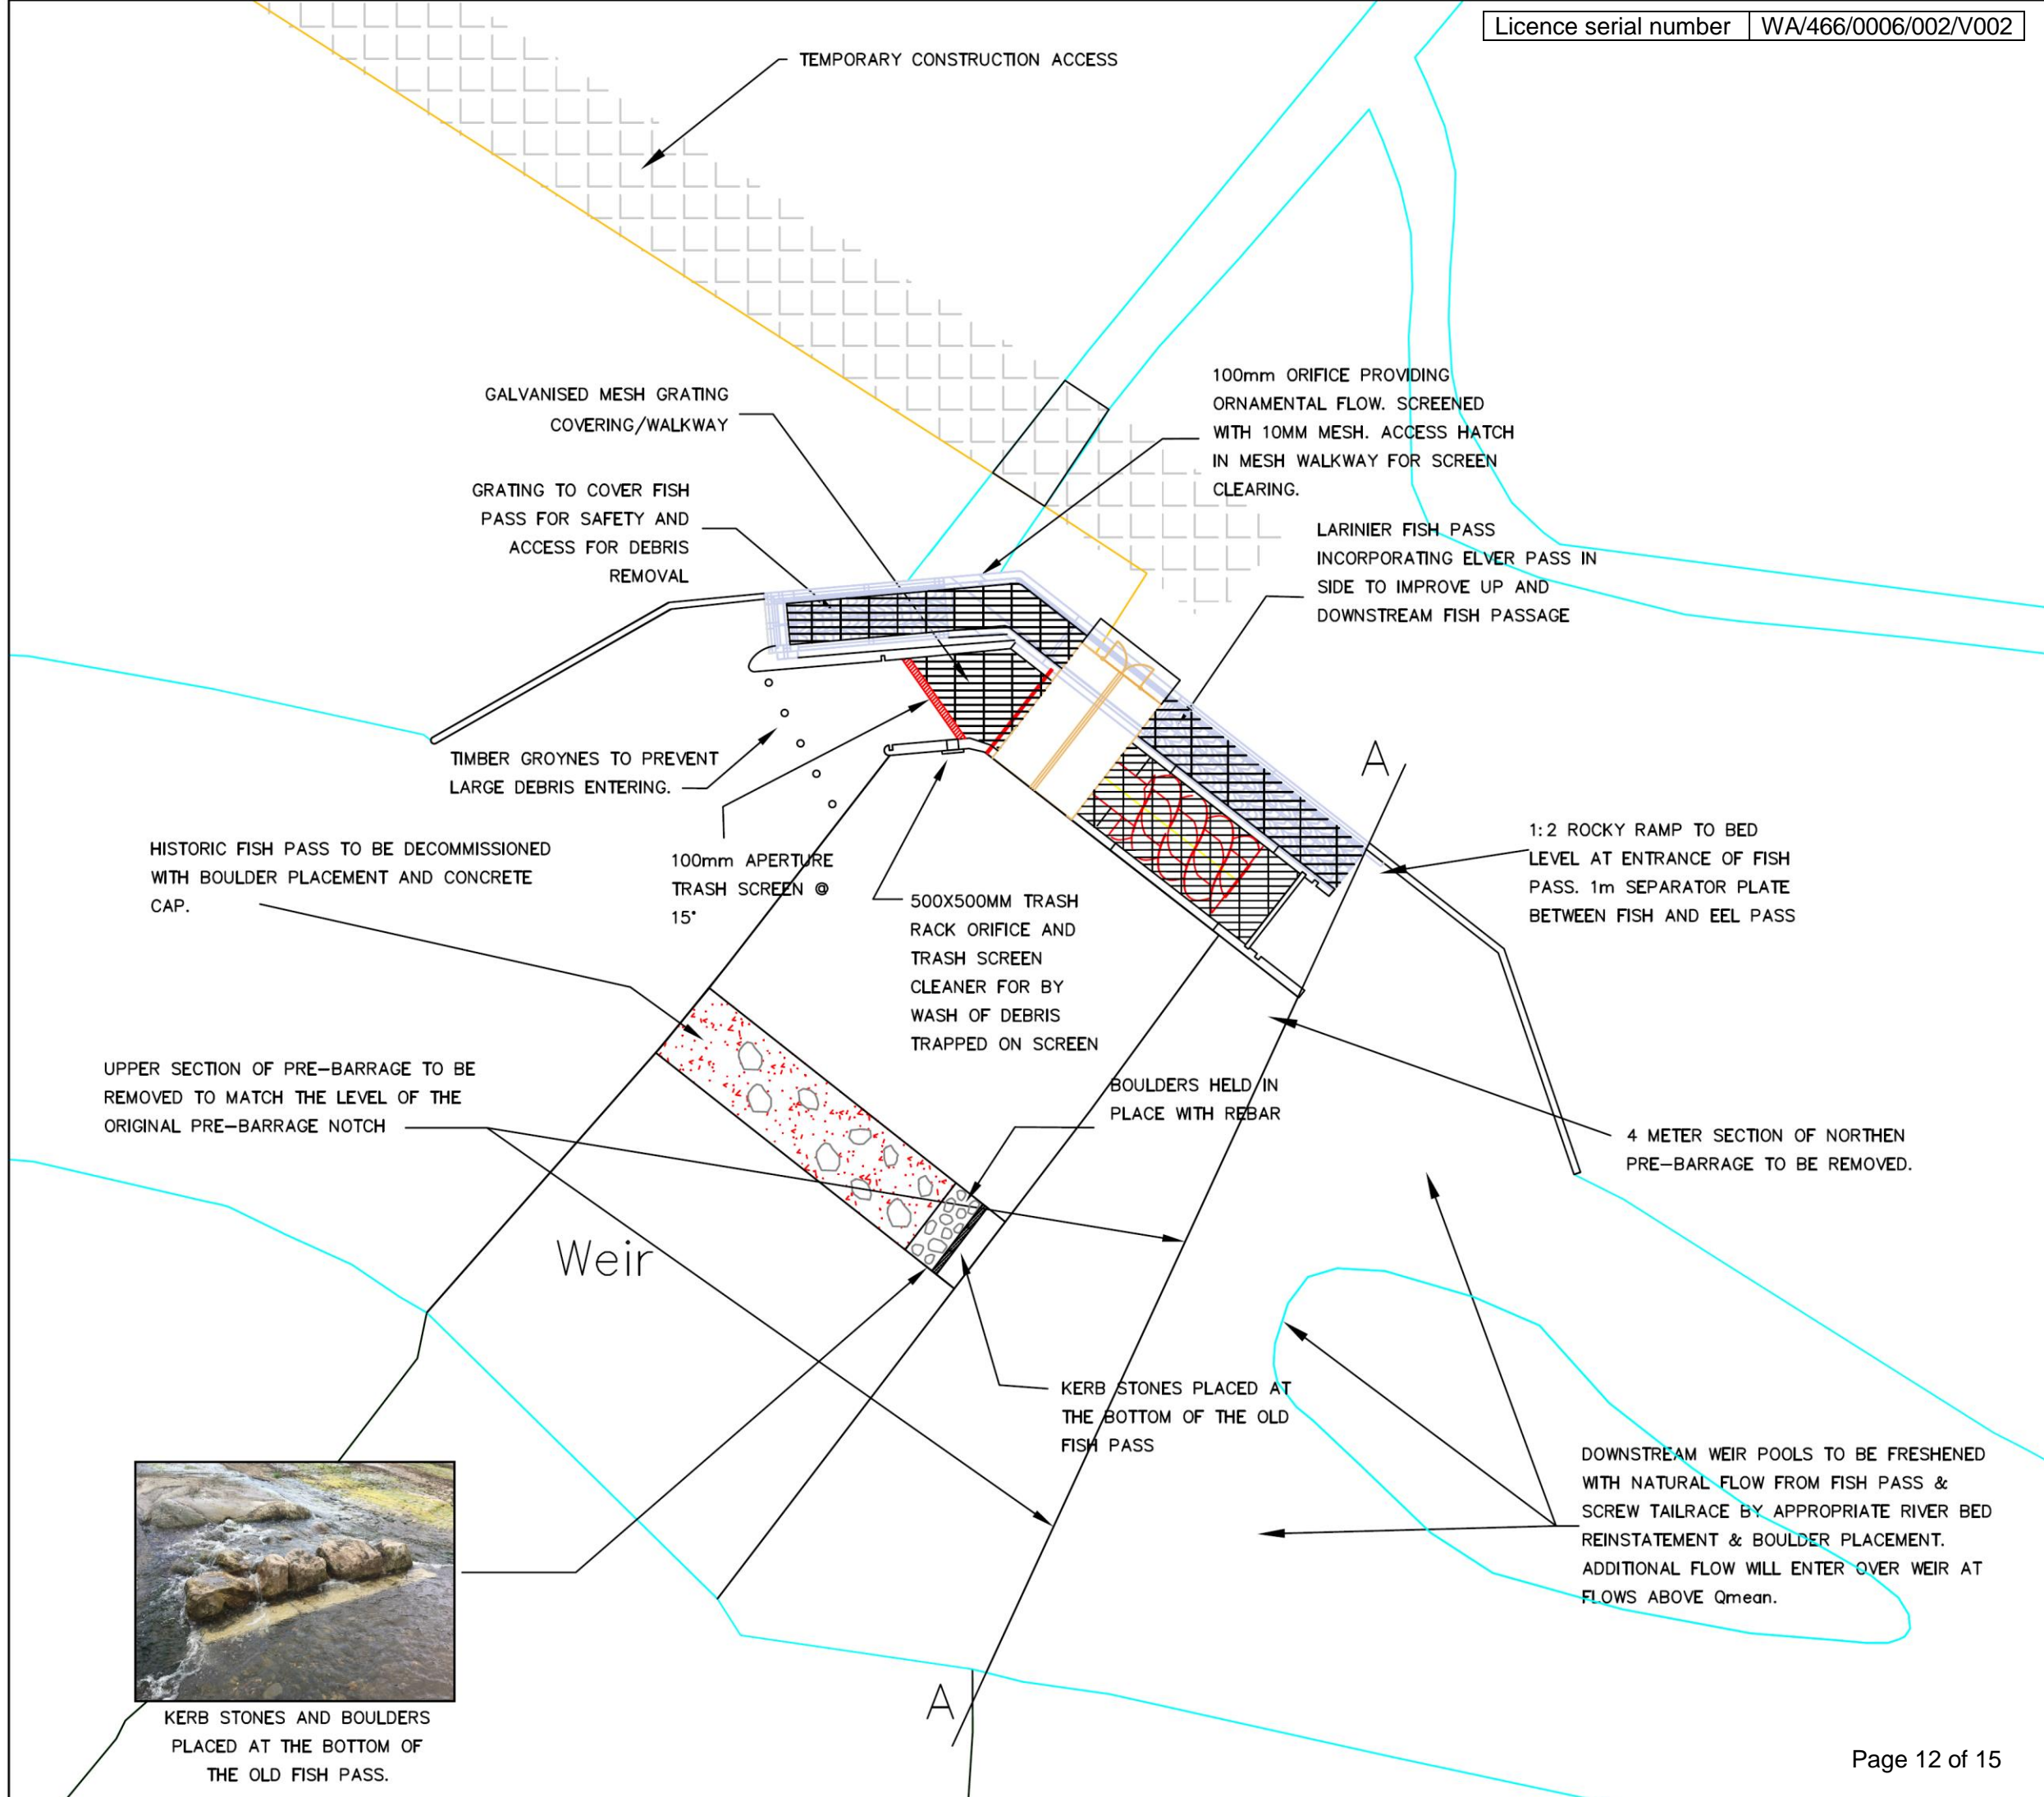 Licence serial number WA/466/0006/002/V002
TEMPORARY CONSTRUCTION ACCESS
GALVANISED MESH GRATING
COVERING/WALKWAY
100mm ORIFICE PROVIDING
ORNAMENTAL FLOW. SCREENED
WITH 10MM MESH. ACCESS HATCH
IN MESH WALKWAY FOR SCREEN
CLEARING.
GRATING TO COVER FISH
PASS FOR SAFETY AND
ACCESS FOR DEBRIS
REMOVAL
LARINIER FISH PASS
INCORPORATING ELVER PASS IN
SIDE TO IMPROVE UP AND
DOWNSTREAM FISH PASSAGE
TIMBER GROYNES TO PREVENT
LARGE DEBRIS ENTERING.
A
HISTORIC FISH PASS TO BE DECOMMISSIONED
WITH BOULDER PLACEMENT AND CONCRETE
CAP.
100mm APERTURE
TRASH SCREEN @
15°
500X500MM TRASH
RACK ORIFICE AND
TRASH SCREEN
CLEANER FOR BY
WASH OF DEBRIS
TRAPPED ON SCREEN
1:2 ROCKY RAMP TO BED
LEVEL AT ENTRANCE OF FISH
PASS. 1m SEPARATOR PLATE
BETWEEN FISH AND EEL PASS
UPPER SECTION OF PRE-BARRAGE TO BE
REMOVED TO MATCH THE LEVEL OF THE
ORIGINAL PRE-BARRAGE NOTCH
BOULDERS HELD IN
PLACE WITH REBAR
4 METER SECTION OF NORTHEN
PRE-BARRAGE TO BE REMOVED.
Weir
KERB STONES PLACED AT
THE BOTTOM OF THE OLD
FISH PASS
DOWNSTREAM WEIR POOLS TO BE FRESHENED
WITH NATURAL FLOW FROM FISH PASS &
SCREW TAILRACE BY APPROPRIATE RIVER BED
REINSTATEMENT & BOULDER PLACEMENT.
ADDITIONAL FLOW WILL ENTER OVER WEIR AT
FLOWS ABOVE Qmean.
KERB STONES AND BOULDERS
PLACED AT THE BOTTOM OF
THE OLD FISH PASS.
A
Page 12 of 15